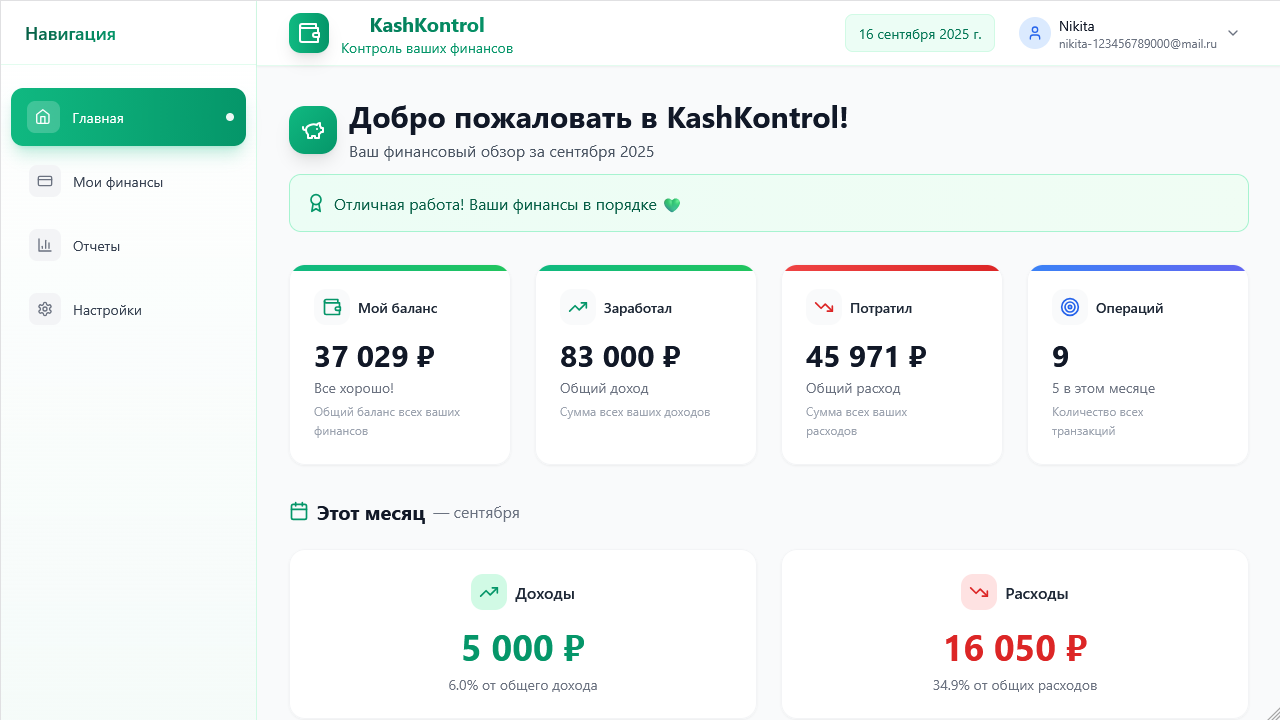 Навигация
KashKontrol
Контроль ваших финансов
16 сентября 2025 г.
Nikita
nikita-123456789000@mail.ru
Главная
Мои финансы
Отчеты
Настройки
Добро пожаловать в KashKontrol!
Ваш финансовый обзор за сентября 2025
Отличная работа! Ваши финансы в порядке 💚
Мой баланс
37 029 ₽
Все хорошо!
Общий баланс всех ваших
финансов
Заработал
83 000 ₽
Общий доход
Сумма всех ваших доходов
Потратил
45 971 ₽
Общий расход
Сумма всех ваших
расходов
Операций
9
5 в этом месяце
Количество всех
транзакций
Этот месяц — сентября
Доходы
5 000 ₽
6.0% от общего дохода
Расходы
16 050 ₽
34.9% от общих расходов